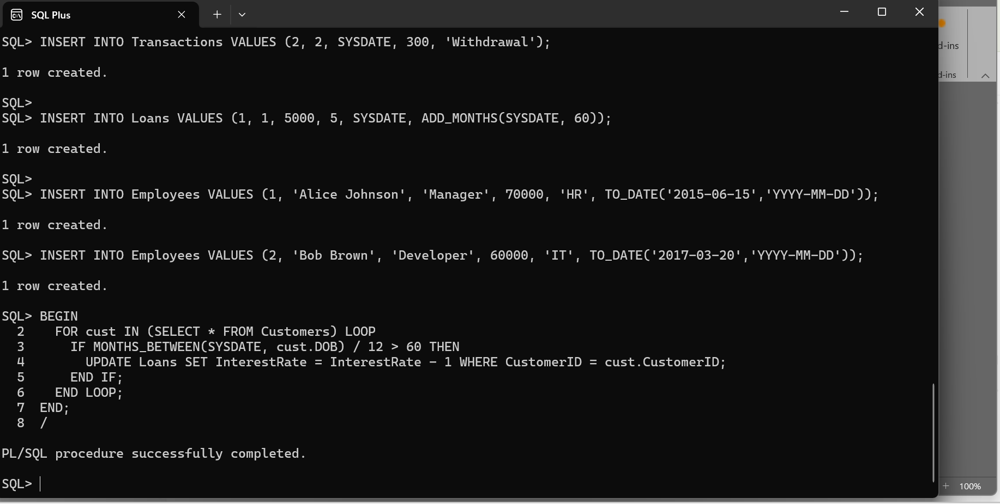 SQL Plus
SQL> INSERT INTO Transactions VALUES (2, 2, SYSDATE, 300, 'Withdrawal');
1 row created.
SQL>
SQL> INSERT INTO Loans VALUES (1, 1, 5000, 5, SYSDATE, ADD_MONTHS(SYSDATE, 60));
1 row created.
SQL>
SQL> INSERT INTO Employees VALUES (1, 'Alice Johnson', 'Manager', 70000, 'HR', TO_DATE('2015-06-15','YYYY-MM-DD'));
1 row created.
SQL> INSERT INTO Employees VALUES (2, 'Bob Brown', 'Developer', 60000, 'IT', TO_DATE('2017-03-20','YYYY-MM-DD'));
1 row created.
SQL> BEGIN
  2    FOR cust IN (SELECT * FROM Customers) LOOP
  3      IF MONTHS_BETWEEN(SYSDATE, cust.DOB) / 12 > 60 THEN
  4        UPDATE Loans SET InterestRate = InterestRate - 1 WHERE CustomerID = cust.CustomerID;
  5      END IF;
  6    END LOOP;
  7  END;
  8  /
PL/SQL procedure successfully completed.
SQL>
d-ins
d-ins
100%